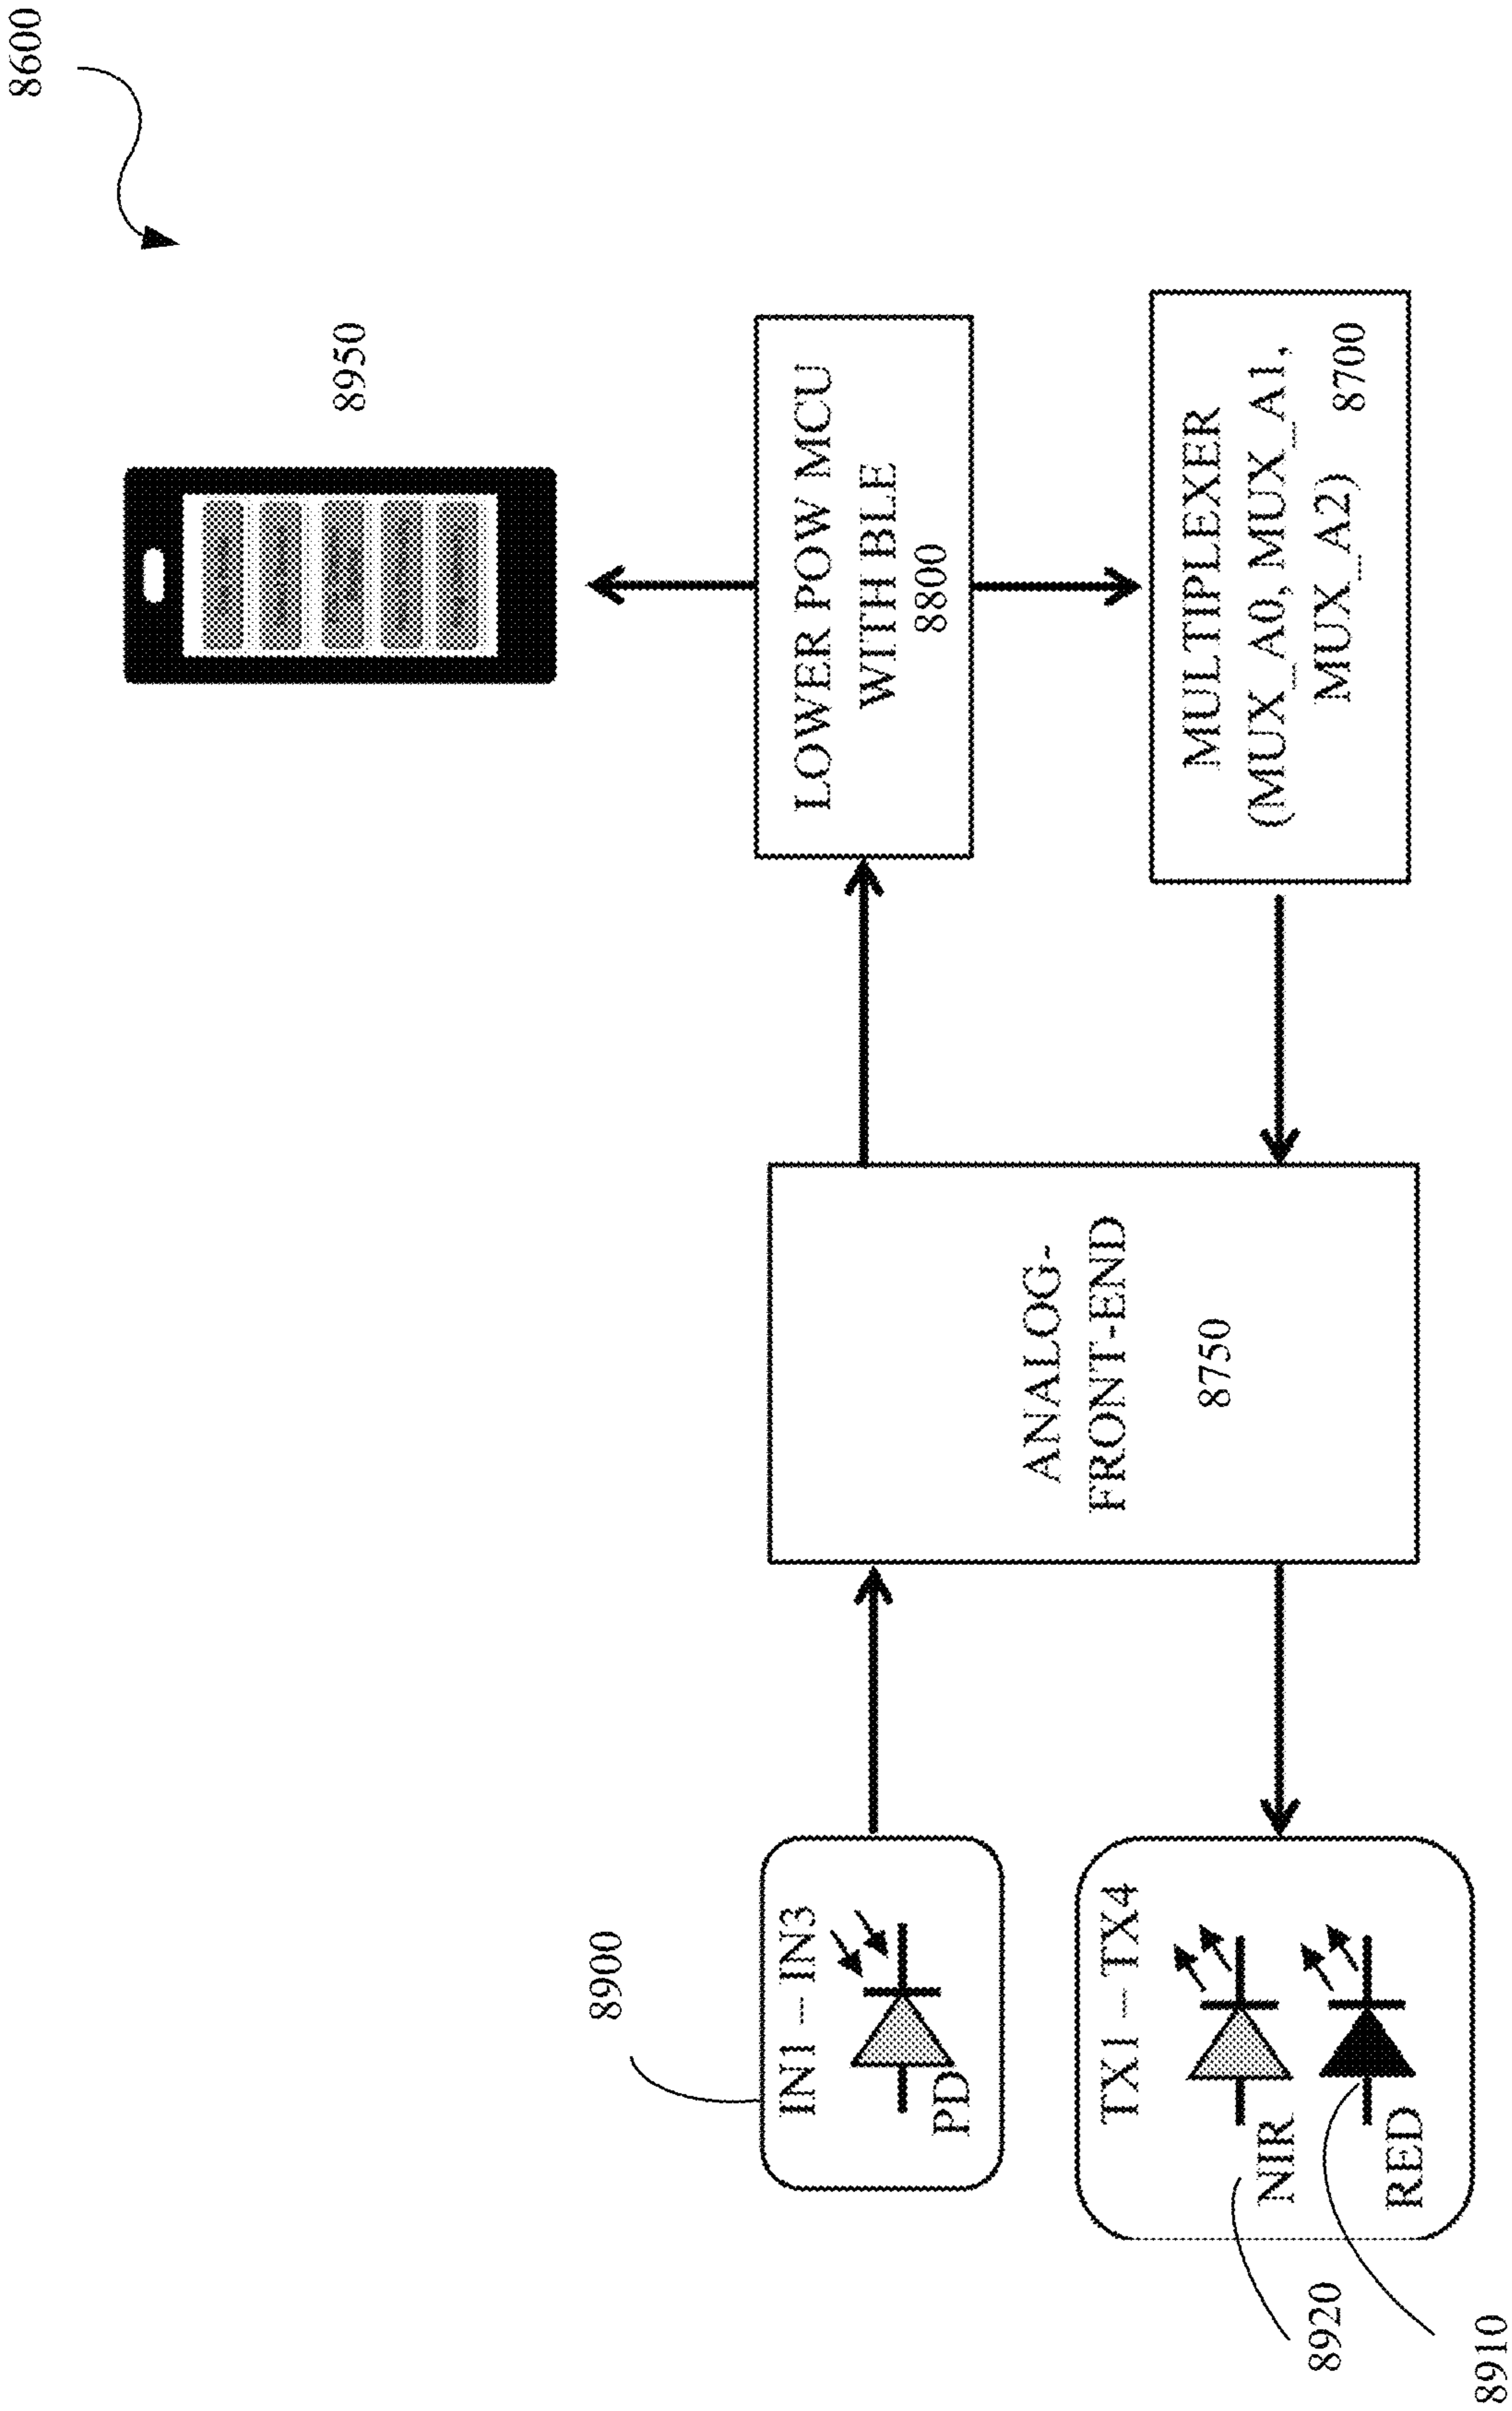 8600
8950
LOWER POW MCU
WITH BLE
8800
MULTIPLEXER
(MUX_A0, MUX_A1,
MUX_A2)
8700
ANALOG-
FRONT-END
8750
8900
IN1 – IN3
PD
TX1 – TX4
NIR
RED
8920
8910